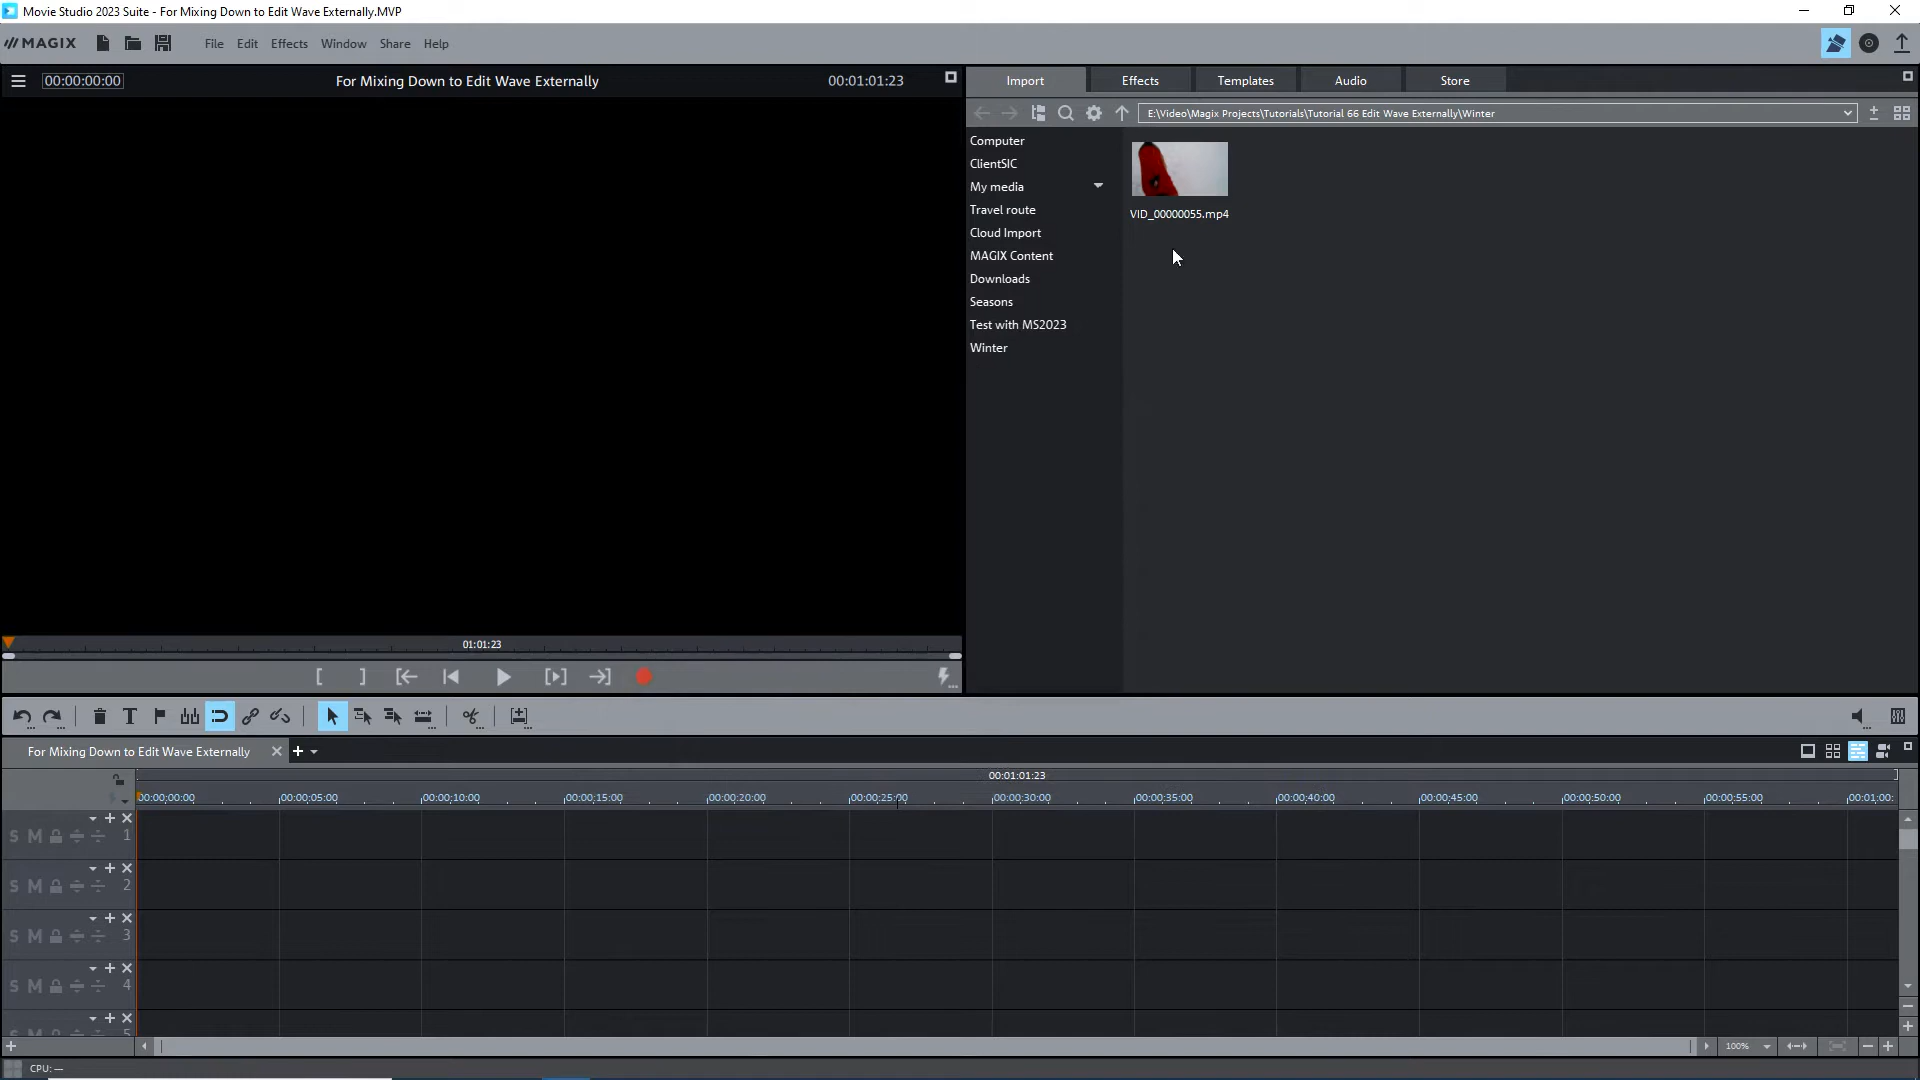 Movie Studio 2023 Suite - For Mixing Down to Edit Wave Externally.MVP
MAGIX File Edit Effects Window Share Help
00:00:00:00 For Mixing Down to Edit Wave Externally 00:01:01:23
Import Effects Templates Audio Store
E:\Video\Magix Projects\Tutorials\Tutorial 66 Edit Wave Externally\Winter
Computer
ClientSIC
My media
Travel route
Cloud Import
MAGIX Content
Downloads
Seasons
Test with MS2023
Winter
VID_00000055.mp4
01:01:23
For Mixing Down to Edit Wave Externally
00:01:01:23
00:00:00:00 00:00:05:00 00:00:10:00 00:00:15:00 00:00:20:00 00:00:25:00 00:00:30:00 00:00:35:00 00:00:40:00 00:00:45:00 00:00:50:00 00:00:55:00 00:01:00:
S M 1
S M 2
S M 3
S M 4
5
100%
CPU: —